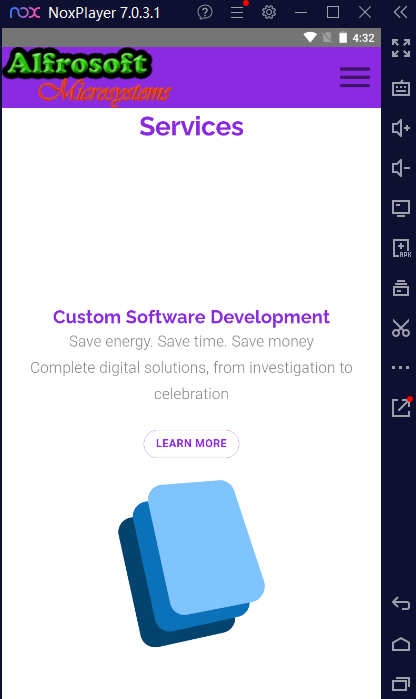 nox NoxPlayer 7.0.3.1
4:32
Alfrosoft
Microsystems
Services
Custom Software Development
Save energy. Save time. Save money
Complete digital solutions, from investigation to
celebration
LEARN MORE
APK